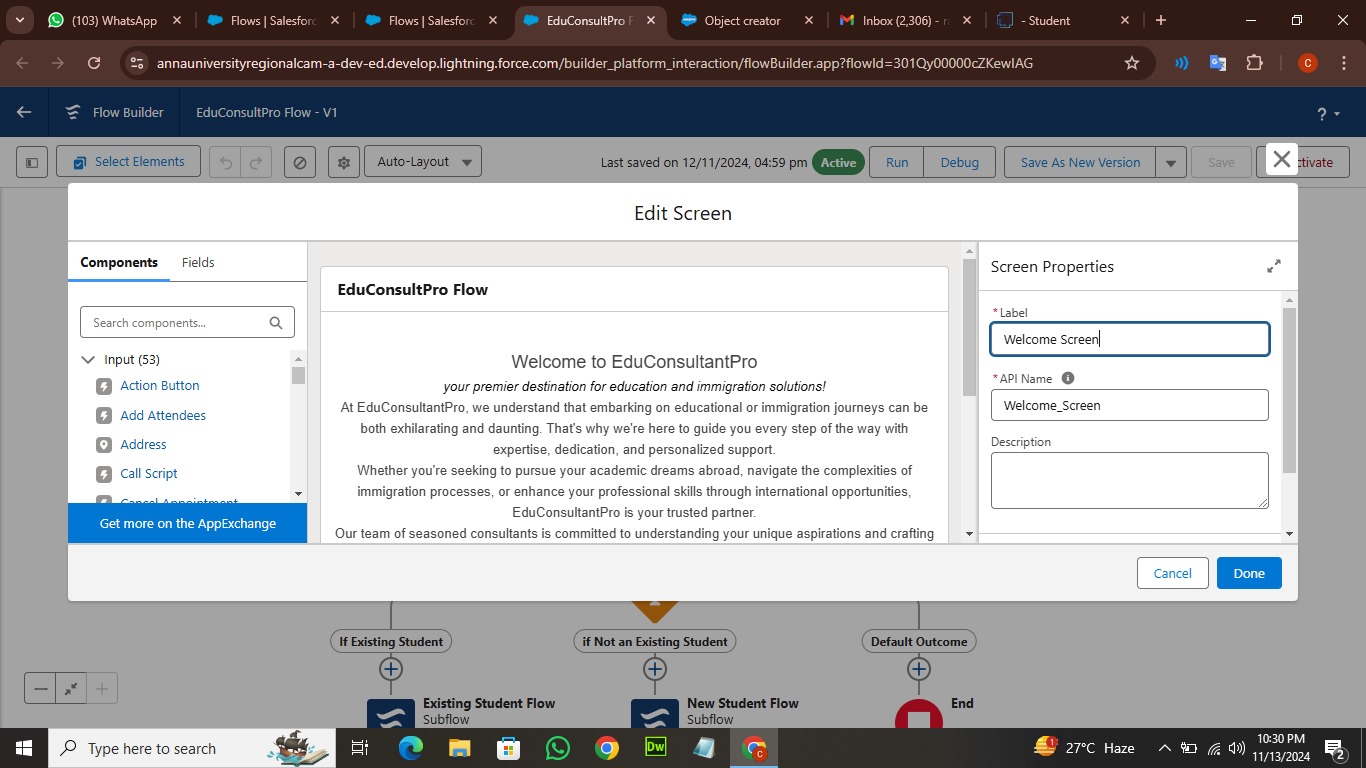 (103) WhatsApp
Flows | Salesforc
Flows | Salesforc
EduConsultPro F
Object creator
Inbox (2,306) - ra
- Student
annauniversityregionalcam-a-dev-ed.develop.lightning.force.com/builder_platform_interaction/flowBuilder.app?flowId=301Qy00000cZKewIAG
C
Flow Builder
EduConsultPro Flow - V1
?
Select Elements
Auto-Layout
Last saved on 12/11/2024, 04:59 pm
Active
Run
Debug
Save As New Version
Save
ctivate
Edit Screen
Components
Fields
Search components...
Input (53)
Action Button
Add Attendees
Address
Call Script
Cancel Appointment
Get more on the AppExchange
EduConsultPro Flow
Welcome to EduConsultantPro
your premier destination for education and immigration solutions!
At EduConsultantPro, we understand that embarking on educational or immigration journeys can be
both exhilarating and daunting. That's why we're here to guide you every step of the way with
expertise, dedication, and personalized support.
Whether you're seeking to pursue your academic dreams abroad, navigate the complexities of
immigration processes, or enhance your professional skills through international opportunities,
EduConsultantPro is your trusted partner.
Our team of seasoned consultants is committed to understanding your unique aspirations and crafting
Screen Properties
*Label
Welcome Screen
*API Name
Welcome_Screen
Description
Cancel
Done
If Existing Student
if Not an Existing Student
Default Outcome
Existing Student Flow
Subflow
New Student Flow
Subflow
End
Type here to search
Dw
C
1
27°C Haze
10:30 PM
11/13/2024
2